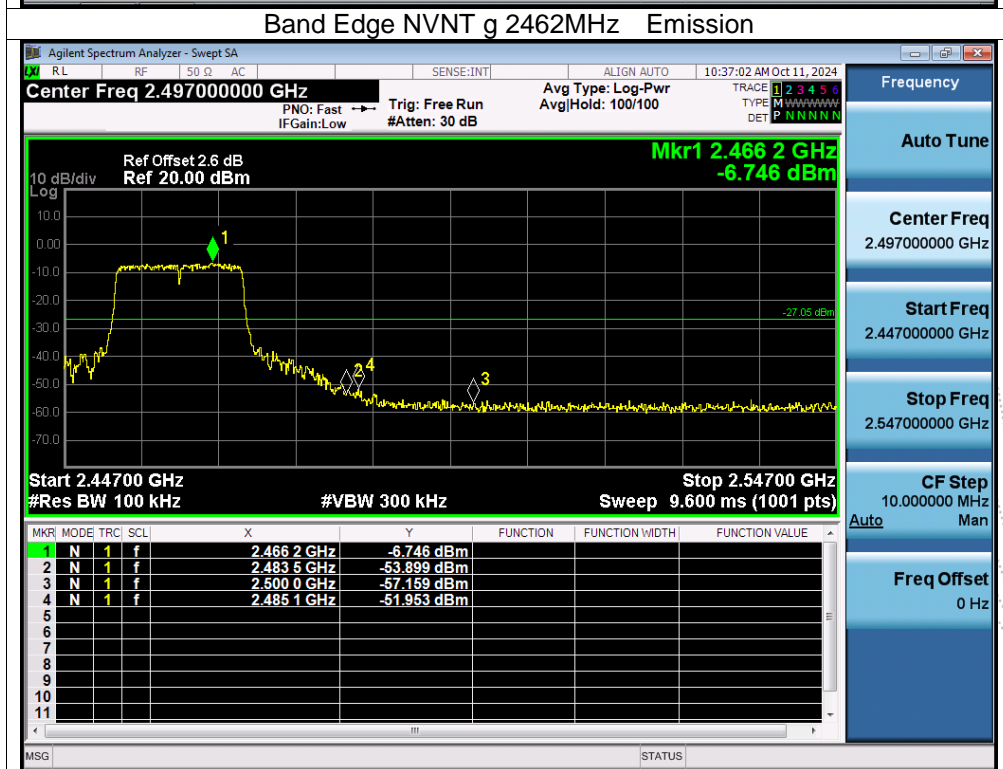 Band Edge NVNT g 2462MHz Emission
Agilent Spectrum Analyzer - Swept SA
LXI RL RF 50 Ω AC SENSE:INT ALIGN AUTO 10:37:02 AM Oct 11, 2024
Center Freq 2.497000000 GHz
PNO: Fast
IFGain:Low
Trig: Free Run
#Atten: 30 dB
Avg Type: Log-Pwr
Avg|Hold: 100/100
TRACE 1 2 3 4 5 6
TYPE M WWWWW
DET P N N N N N
Frequency
Auto Tune
Center Freq
2.497000000 GHz
Start Freq
2.447000000 GHz
Stop Freq
2.547000000 GHz
CF Step
10.000000 MHz
Auto Man
Freq Offset
0 Hz
Mkr1 2.466 2 GHz
-6.746 dBm
Ref Offset 2.6 dB
10 dB/div Ref 20.00 dBm
Log
10.0
0.00
-10.0
-20.0
-30.0
-40.0
-50.0
-60.0
-70.0
1
2 4
3
-27.05 dBm
Start 2.44700 GHz Stop 2.54700 GHz
#Res BW 100 kHz #VBW 300 kHz Sweep 9.600 ms (1001 pts)
MKR MODE TRC SCL X Y FUNCTION FUNCTION WIDTH FUNCTION VALUE
1 N 1 f 2.466 2 GHz -6.746 dBm
2 N 1 f 2.483 5 GHz -53.899 dBm
3 N 1 f 2.500 0 GHz -57.159 dBm
4 N 1 f 2.485 1 GHz -51.953 dBm
5
6
7
8
9
10
11
MSG STATUS